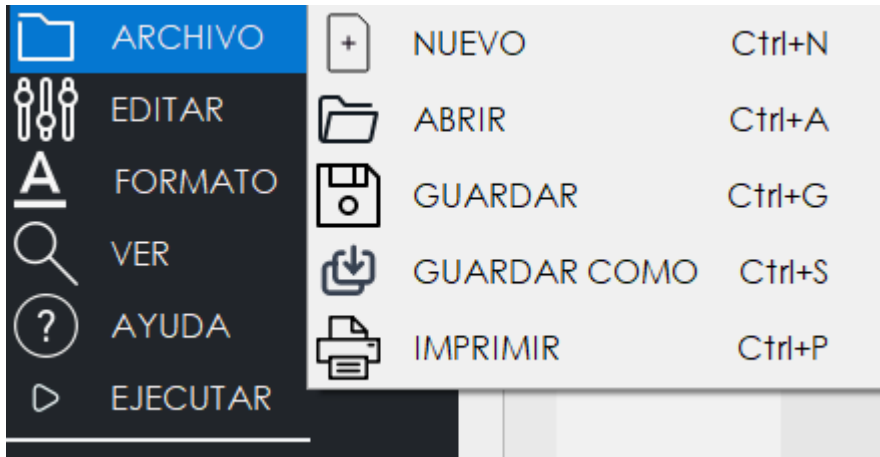 ARCHIVO
EDITAR
FORMATO
VER
AYUDA
EJECUTAR
NUEVO Ctrl+N
ABRIR Ctrl+A
GUARDAR Ctrl+G
GUARDAR COMO Ctrl+S
IMPRIMIR Ctrl+P